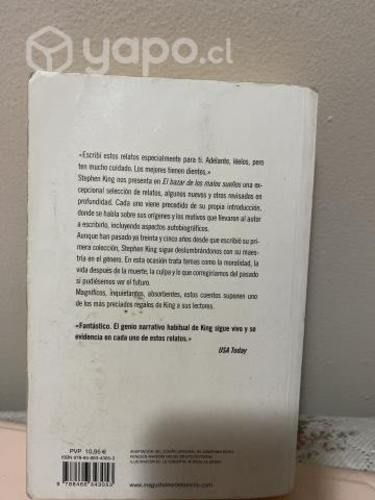 yapo.cl
«Escribí estos relatos especialmente para ti. Adelante, léelos, pero
ten mucho cuidado. Los mejores tienen dientes.»
Stephen King nos presenta en El bazar de los malos sueños una ex-
cepcional selección de relatos, algunos nuevos y otros revisados en
profundidad. Cada uno viene precedido de su propia introducción,
donde se habla sobre sus orígenes y los motivos que llevaron al autor
a escribirlo, incluyendo aspectos autobiográficos.
Aunque han pasado ya treinta y cinco años desde que escribió su pri-
mera colección, Stephen King sigue deslumbrándonos con su maes-
tría en el género. En esta ocasión trata temas como la moralidad, la
vida después de la muerte, la culpa y lo que corregiríamos del pasado
si pudiésemos ver el futuro.
Magníficos, inquietantes, absorbentes, estos cuentos suponen uno
de los más preciados regalos de King a sus lectores.
«Fantástico. El genio narrativo habitual de King sigue vivo y se
evidencia en cada uno de estos relatos.»
USA Today
PVP 10,95 €